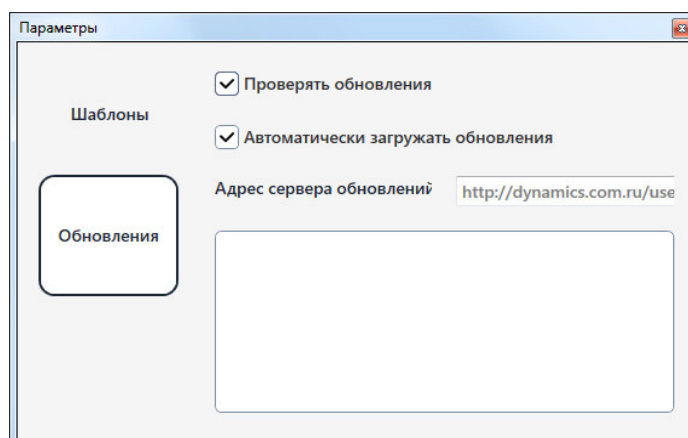 Параметры
Шаблоны
Обновления
Проверять обновления
Автоматически загружать обновления
Адрес сервера обновлений
http://dynamics.com.ru/use